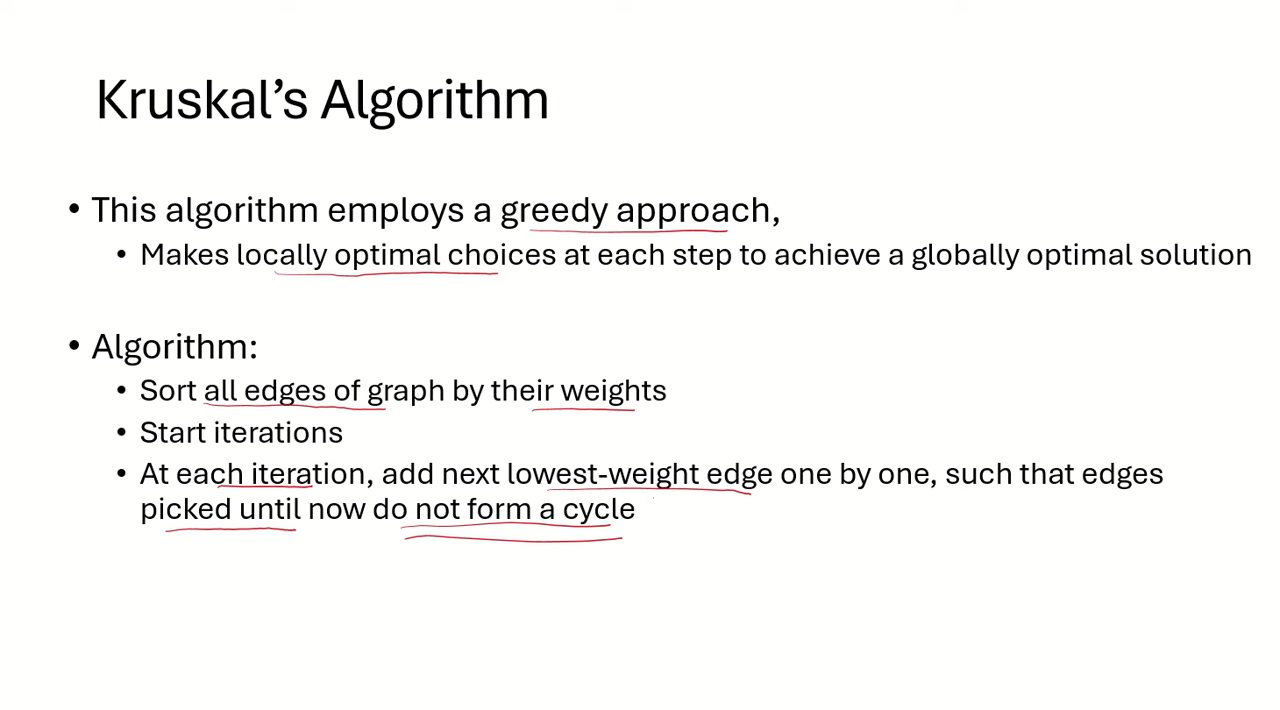 Kruskal’s Algorithm
• This algorithm employs a greedy approach,
• Makes locally optimal choices at each step to achieve a globally optimal solution
• Algorithm:
• Sort all edges of graph by their weights
• Start iterations
• At each iteration, add next lowest-weight edge one by one, such that edges
picked until now do not form a cycle